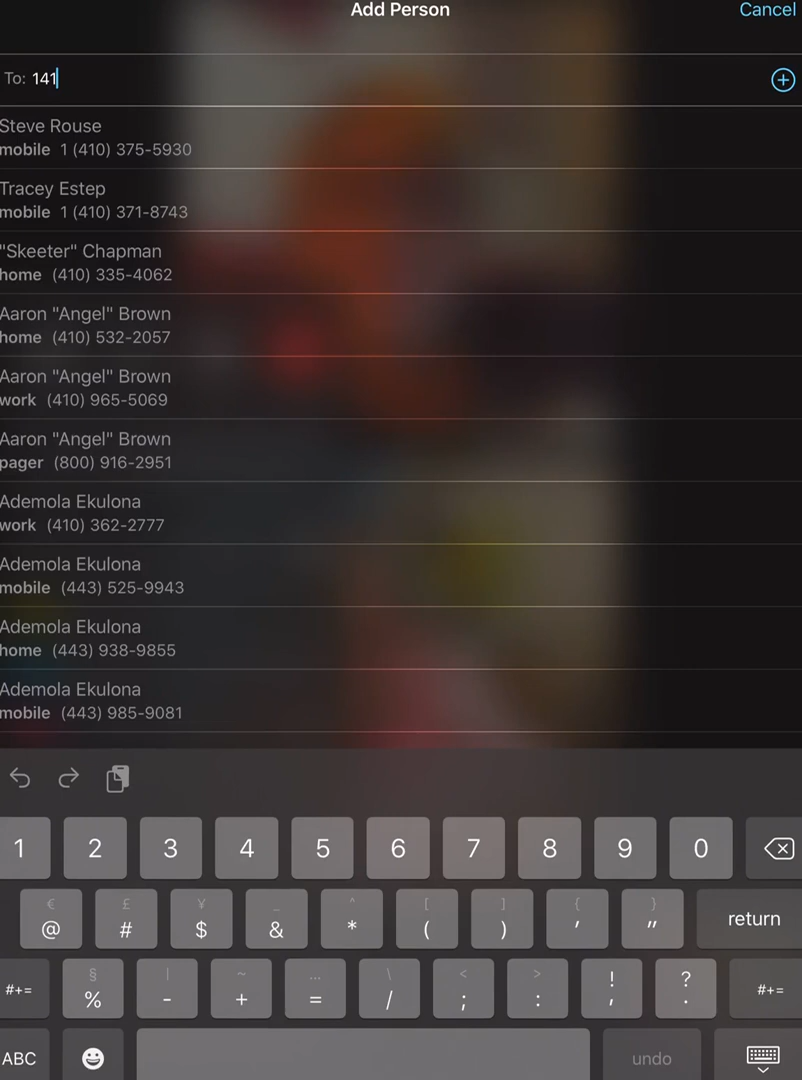 Add Person
Cancel
To: 141
Steve Rouse
mobile 1 (410) 375-5930
Tracey Estep
mobile 1 (410) 371-8743
"Skeeter" Chapman
home (410) 335-4062
Aaron "Angel" Brown
home (410) 532-2057
Aaron "Angel" Brown
work (410) 965-5069
Aaron "Angel" Brown
pager (800) 916-2951
Ademola Ekulona
work (410) 362-2777
Ademola Ekulona
mobile (443) 525-9943
Ademola Ekulona
home (443) 938-9855
Ademola Ekulona
mobile (443) 985-9081
1 2 3 4 5 6 7 8 9 0
€ £ ¥ _ ^ [ ] { }
@ # $ & * ( ) ' " return
§ | ~ … \ < > ! ?
#+= % - + = / ; : , . #+=
ABC undo